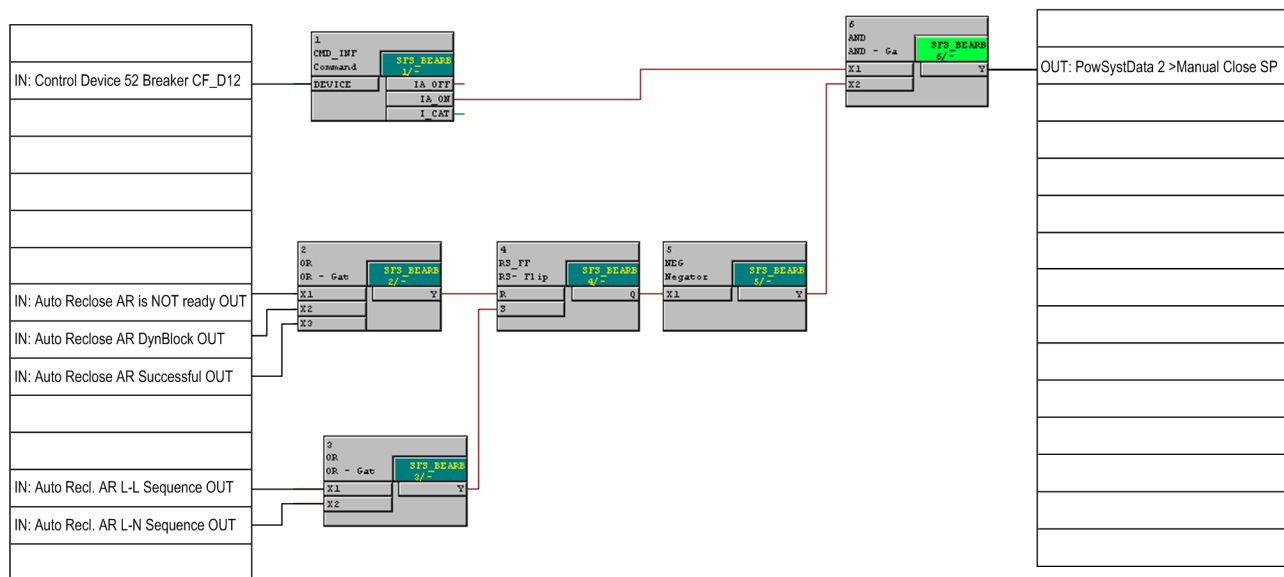 IN: Control Device 52 Breaker CF_D12
IN: Auto Reclose AR is NOT ready OUT
IN: Auto Reclose AR DynBlock OUT
IN: Auto Reclose AR Successful OUT
IN: Auto Recl. AR L-L Sequence OUT
IN: Auto Recl. AR L-N Sequence OUT
1
CMD_INF
Command
SFS_BEARB
1/-
DEVICE
IA_OFF
IA_ON
I_CAT
2
OR
OR - Gat
SFS_BEARB
2/-
X1
Y
X2
X3
3
OR
OR - Gat
SFS_BEARB
3/-
X1
Y
X2
4
RS_FF
RS- Flip
SFS_BEARB
4/-
R
Q
S
5
NEG
Negator
SFS_BEARB
5/-
X1
Y
6
AND
AND - Ga
SFS_BEARB
6/-
X1
Y
X2
OUT: PowSystData 2 >Manual Close SP